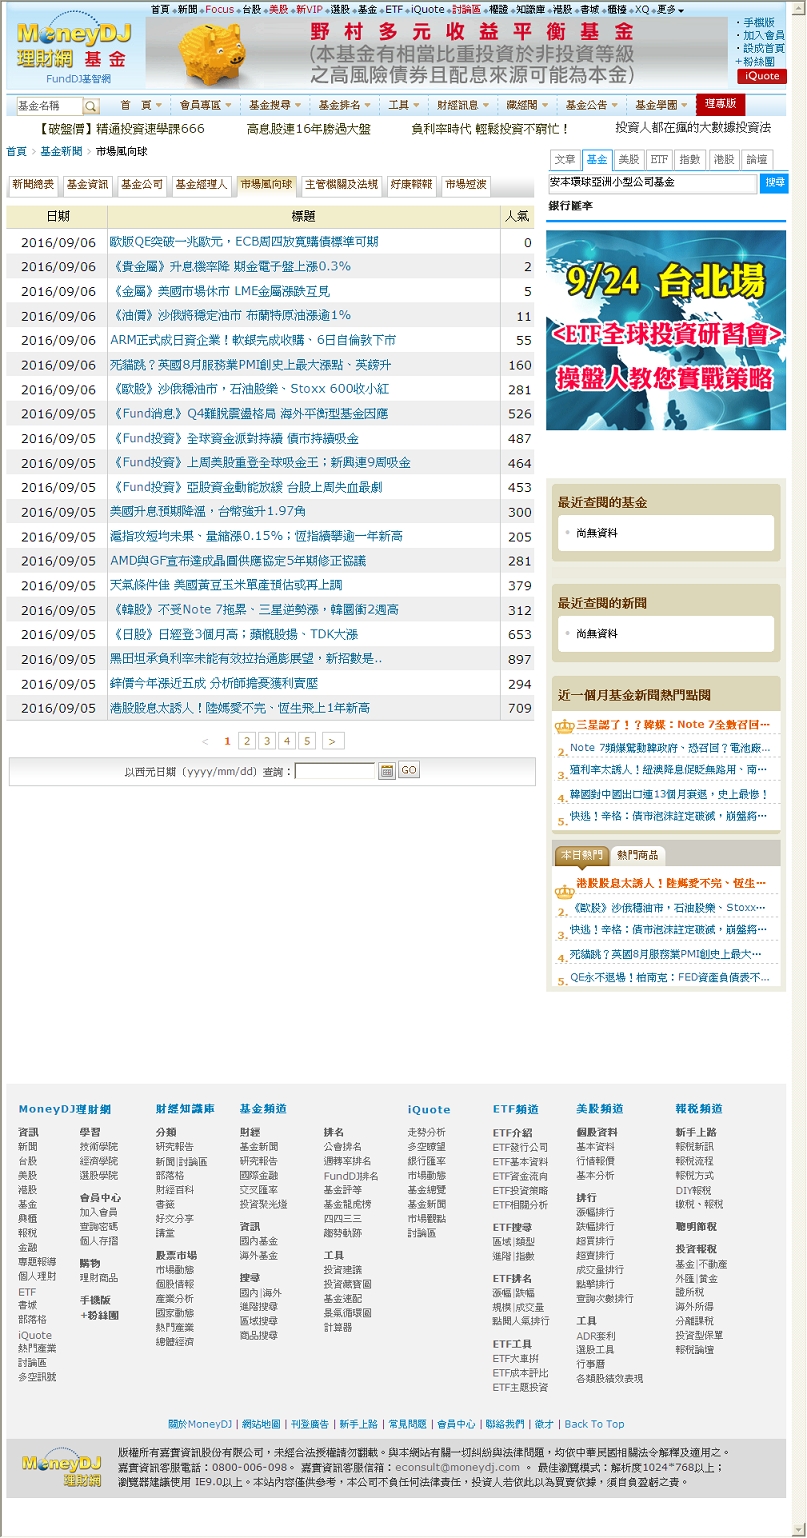 首頁 新聞 Focus 台股 美股 新VIP 選股 基金 ETF iQuote 討論區 權證 知識庫 港股 書城 櫃檯 XQ 更多
MoneyDJ
理財網 基金
FundDJ基智網
野村多元收益平衡基金
(本基金有相當比重投資於非投資等級
之高風險債券且配息來源可能為本金)
手機版
加入會員
設成首頁
+粉絲團
iQuote
基金名稱 首 頁 會員專區 基金搜尋 基金排名 工具 財經訊息 藏經閣 基金公告 基金學園 理專版
【破盤價】精通投資速學課666 高息股連16年勝過大盤 負利率時代 輕鬆投資不窮忙！ 投資人都在瘋的大數據投資法
首頁 > 基金新聞 > 市場風向球
新聞總表 基金資訊 基金公司 基金經理人 市場風向球 主管機關及法規 好康報報 市場短波
日期 標題 人氣
2016/09/06 歐版QE突破一兆歐元，ECB周四放寬購債標準可期 0
2016/09/06 《貴金屬》升息機率降 期金電子盤上漲0.3% 2
2016/09/06 《金屬》美國市場休市 LME金屬漲跌互見 5
2016/09/06 《油價》沙俄將穩定油市 布蘭特原油漲逾1% 11
2016/09/06 ARM正式成日資企業！軟銀完成收購、6日自倫敦下市 55
2016/09/06 死貓跳？英國8月服務業PMI創史上最大漲點、英鎊升 160
2016/09/06 《歐股》沙俄穩油市，石油股樂、Stoxx 600收小紅 281
2016/09/05 《Fund消息》Q4難脫震盪格局 海外平衡型基金因應 526
2016/09/05 《Fund投資》全球資金派對持續 債市持續吸金 487
2016/09/05 《Fund投資》上周美股重登全球吸金王；新興連9周吸金 464
2016/09/05 《Fund投資》亞股資金動能放緩 台股上周失血最劇 453
2016/09/05 美國升息預期降溫，台幣強升1.97角 300
2016/09/05 滬指攻短均未果、量縮漲0.15%；恆指續攀逾一年新高 205
2016/09/05 AMD與GF宣布達成晶圓供應協定5年期修正協議 281
2016/09/05 天氣條件佳 美國黃豆玉米單產預估或再上調 379
2016/09/05 《韓股》不受Note 7拖累、三星逆勢漲，韓圜衝2週高 312
2016/09/05 《日股》日經登3個月高；蘋概股揚、TDK大漲 653
2016/09/05 黑田坦承負利率未能有效拉抬通膨展望，新招數是.. 897
2016/09/05 鋅價今年漲近五成 分析師擔憂獲利賣壓 294
2016/09/05 港股股息太誘人！陸媽愛不完、恆生飛上1年新高 709
< 1 2 3 4 5 >
以西元日期（yyyy/mm/dd）查詢： GO
文章 基金 美股 ETF 指數 港股 論壇
安本環球亞洲小型公司基金 搜尋
銀行匯率
9/24 台北場
<ETF全球投資研習會>
操盤人教您實戰策略
最近查閱的基金
尚無資料
最近查閱的新聞
尚無資料
近一個月基金新聞熱門點閱
三星認了！？韓媒：Note 7全數召回…
2. Note 7頻爆驚動韓政府、恐召回？電池廠...
3. 殖利率太誘人！紐澳降息促貶無路用、南…
4. 韓國對中國出口連13個月衰退，史上最慘！
5. 快逃！辛格：債市泡沫註定破滅，崩盤將…
本日熱門 熱門商品
港股股息太誘人！陸媽愛不完、恆生…
2. 《歐股》沙俄穩油市，石油股樂、Stoxx…
3. 快逃！辛格：債市泡沫註定破滅，崩盤將…
4. 死貓跳？英國8月服務業PMI創史上最大…
5. QE永不退場！柏南克：FED資產負債表不...
MoneyDJ理財網
資訊
新聞
台股
美股
港股
基金
興櫃
報稅
金融
專題報導
個人理財
ETF
書城
部落格
iQuote
熱門產業
討論區
多空訊號
學習
技術學院
經濟學院
選股學院
會員中心
加入會員
查詢密碼
個人存摺
購物
理財商品
手機版
+粉絲團
財經知識庫
分類
研究報告
新聞|討論區
部落格
財經百科
書籤
好文分享
講堂
股票市場
市場動態
個股情報
產業分析
國家動態
熱門產業
總體經濟
基金頻道
財經
基金新聞
研究報告
國際金融
交叉匯率
投資聚光燈
資訊
國內基金
海外基金
搜尋
國內|海外
進階搜尋
區域搜尋
商品搜尋
排名
公會排名
週轉率排名
FundDJ排名
基金評等
基金龍虎榜
四四三三
趨勢軌跡
工具
投資建議
投資藏寶圖
基金速配
景氣循環圖
計算器
iQuote
走勢分析
多空瞭望
銀行匯率
市場動態
基金總覽
基金新聞
市場觀點
討論區
ETF頻道
ETF介紹
ETF發行公司
ETF基本資料
ETF資金流向
ETF投資策略
ETF相關分析
ETF搜尋
區域|類型
進階|指數
ETF排名
漲幅|跌幅
規模|成交量
點閱人氣排行
ETF工具
ETF大車拚
ETF成本評比
ETF主題投資
美股頻道
個股資料
基本資料
行情報價
基本分析
排行
漲幅排行
跌幅排行
超買排行
超賣排行
成交量排行
點擊排行
查詢次數排行
工具
ADR套利
選股工具
行事曆
各類股績效表現
報稅頻道
新手上路
報稅新訊
報稅流程
報稅方式
DIY報稅
繳稅、報稅
聰明節稅
投資報稅
基金|不動產
外匯|黃金
證所稅
海外所得
分離課稅
投資型保單
報稅論壇
關於MoneyDJ | 網站地圖 | 刊登廣告 | 新手上路 | 常見問題 | 會員中心 | 聯絡我們 | 徵才 | Back To Top
MoneyDJ
理財網
版權所有嘉實資訊股份有限公司，未經合法授權請勿翻載。與本網站有關一切糾紛與法律問題，均依中華民國相關法令解釋及適用之。
嘉實資訊客服電話：0800-006-098。 嘉實資訊客服信箱：econsult@moneydj.com 。 最佳瀏覽模式：解析度1024*768以上；
瀏覽器建議使用 IE9.0以上。本站內容僅供參考，本公司不負任何法律責任，投資人若依此以為買賣依據，須自負盈虧之責。